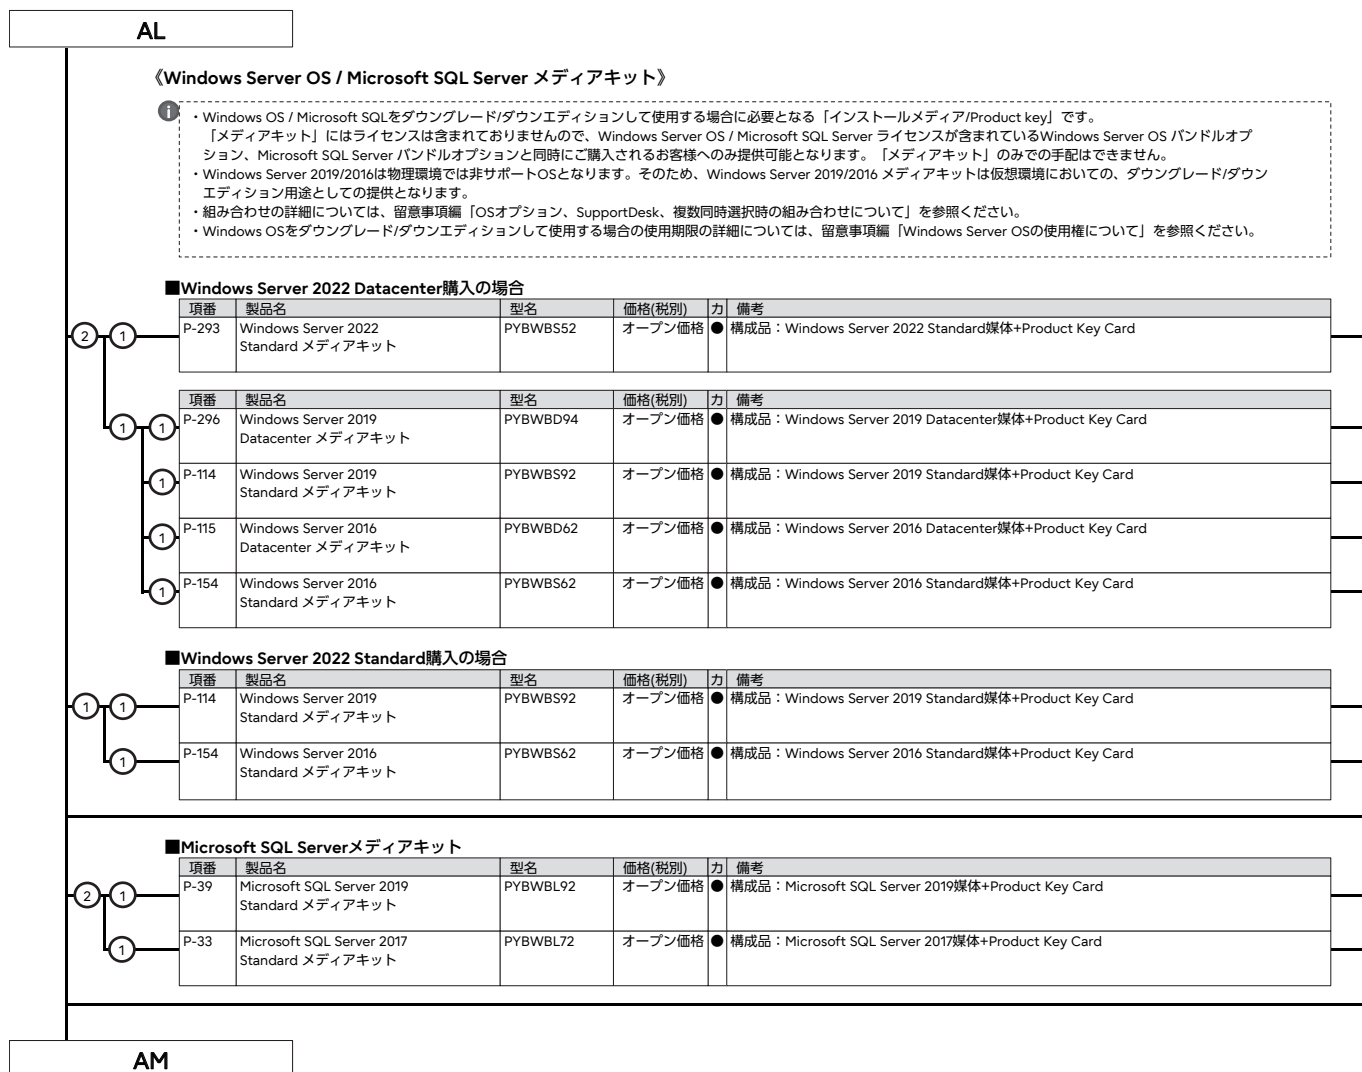 AL
《Windows Server OS / Microsoft SQL Server メディアキット》
・Windows OS / Microsoft SQLをダウングレード/ダウンエディションして使用する場合に必要となる「インストールメディア/Product key」です。
「メディアキット」にはライセンスは含まれておりませんので、Windows Server OS / Microsoft SQL Server ライセンスが含まれているWindows Server OS バンドルオプ
ション、Microsoft SQL Server バンドルオプションと同時にご購入されるお客様へのみ提供可能となります。「メディアキット」のみでの手配はできません。
・Windows Server 2019/2016は物理環境では非サポートOSとなります。そのため、Windows Server 2019/2016 メディアキットは仮想環境においての、ダウングレード/ダウン
エディション用途としての提供となります。
・組み合わせの詳細については、留意事項編「OSオプション、SupportDesk、複数同時選択時の組み合わせについて」を参照ください。
・Windows OSをダウングレード/ダウンエディションして使用する場合の使用期限の詳細については、留意事項編「Windows Server OSの使用権について」を参照ください。
■Windows Server 2022 Datacenter購入の場合
項番 製品名 型名 価格(税別) カ 備考
2 1 P-293 Windows Server 2022 PYBWBS52 オープン価格 ● 構成品：Windows Server 2022 Standard媒体+Product Key Card
Standard メディアキット
項番 製品名 型名 価格(税別) カ 備考
1 1 P-296 Windows Server 2019 PYBWBD94 オープン価格 ● 構成品：Windows Server 2019 Datacenter媒体+Product Key Card
Datacenter メディアキット
1 P-114 Windows Server 2019 PYBWBS92 オープン価格 ● 構成品：Windows Server 2019 Standard媒体+Product Key Card
Standard メディアキット
1 P-115 Windows Server 2016 PYBWBD62 オープン価格 ● 構成品：Windows Server 2016 Datacenter媒体+Product Key Card
Datacenter メディアキット
1 P-154 Windows Server 2016 PYBWBS62 オープン価格 ● 構成品：Windows Server 2016 Standard媒体+Product Key Card
Standard メディアキット
■Windows Server 2022 Standard購入の場合
項番 製品名 型名 価格(税別) カ 備考
1 1 P-114 Windows Server 2019 PYBWBS92 オープン価格 ● 構成品：Windows Server 2019 Standard媒体+Product Key Card
Standard メディアキット
1 P-154 Windows Server 2016 PYBWBS62 オープン価格 ● 構成品：Windows Server 2016 Standard媒体+Product Key Card
Standard メディアキット
■Microsoft SQL Serverメディアキット
項番 製品名 型名 価格(税別) カ 備考
2 1 P-39 Microsoft SQL Server 2019 PYBWBL92 オープン価格 ● 構成品：Microsoft SQL Server 2019媒体+Product Key Card
Standard メディアキット
1 P-33 Microsoft SQL Server 2017 PYBWBL72 オープン価格 ● 構成品：Microsoft SQL Server 2017媒体+Product Key Card
Standard メディアキット
AM